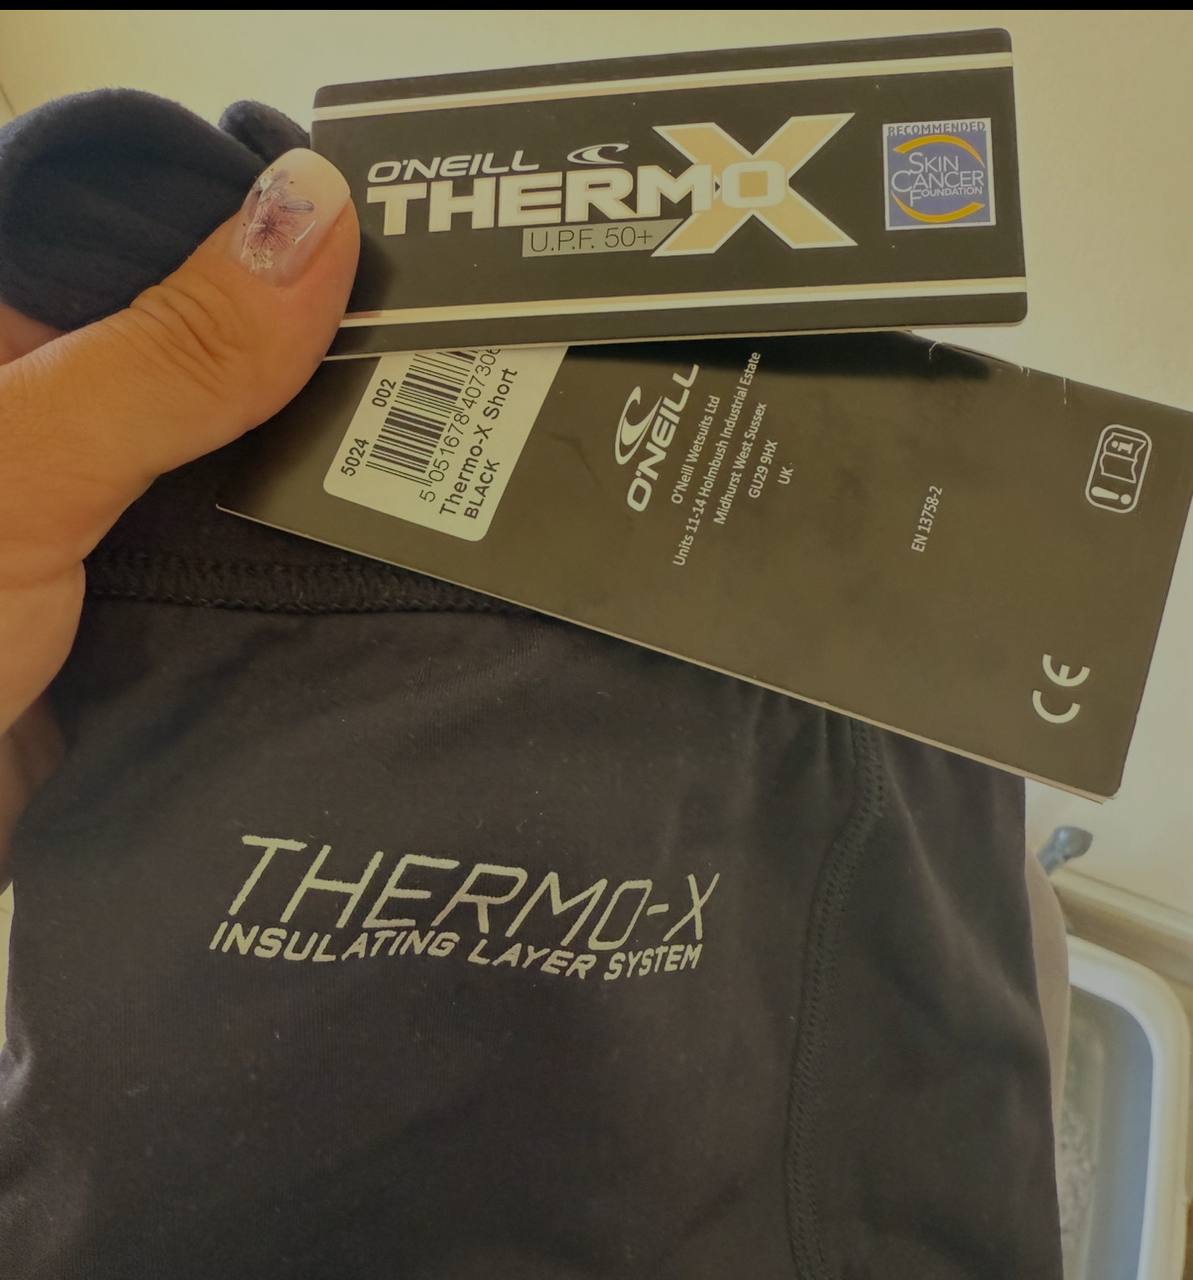 O'NEILL
THERMO X
U.P.F. 50+
RECOMMENDED
SKIN
CANCER
FOUNDATION
5024 002
5 051678 40730
Thermo-X Short
BLACK
O'NEILL
O'Neill Wetsuits Ltd
Units 11-14 Holmbush Industrial Estate
Midhurst West Sussex
GU29 9HX
UK.
EN 13758-2
CE
THERMO-X
INSULATING LAYER SYSTEM